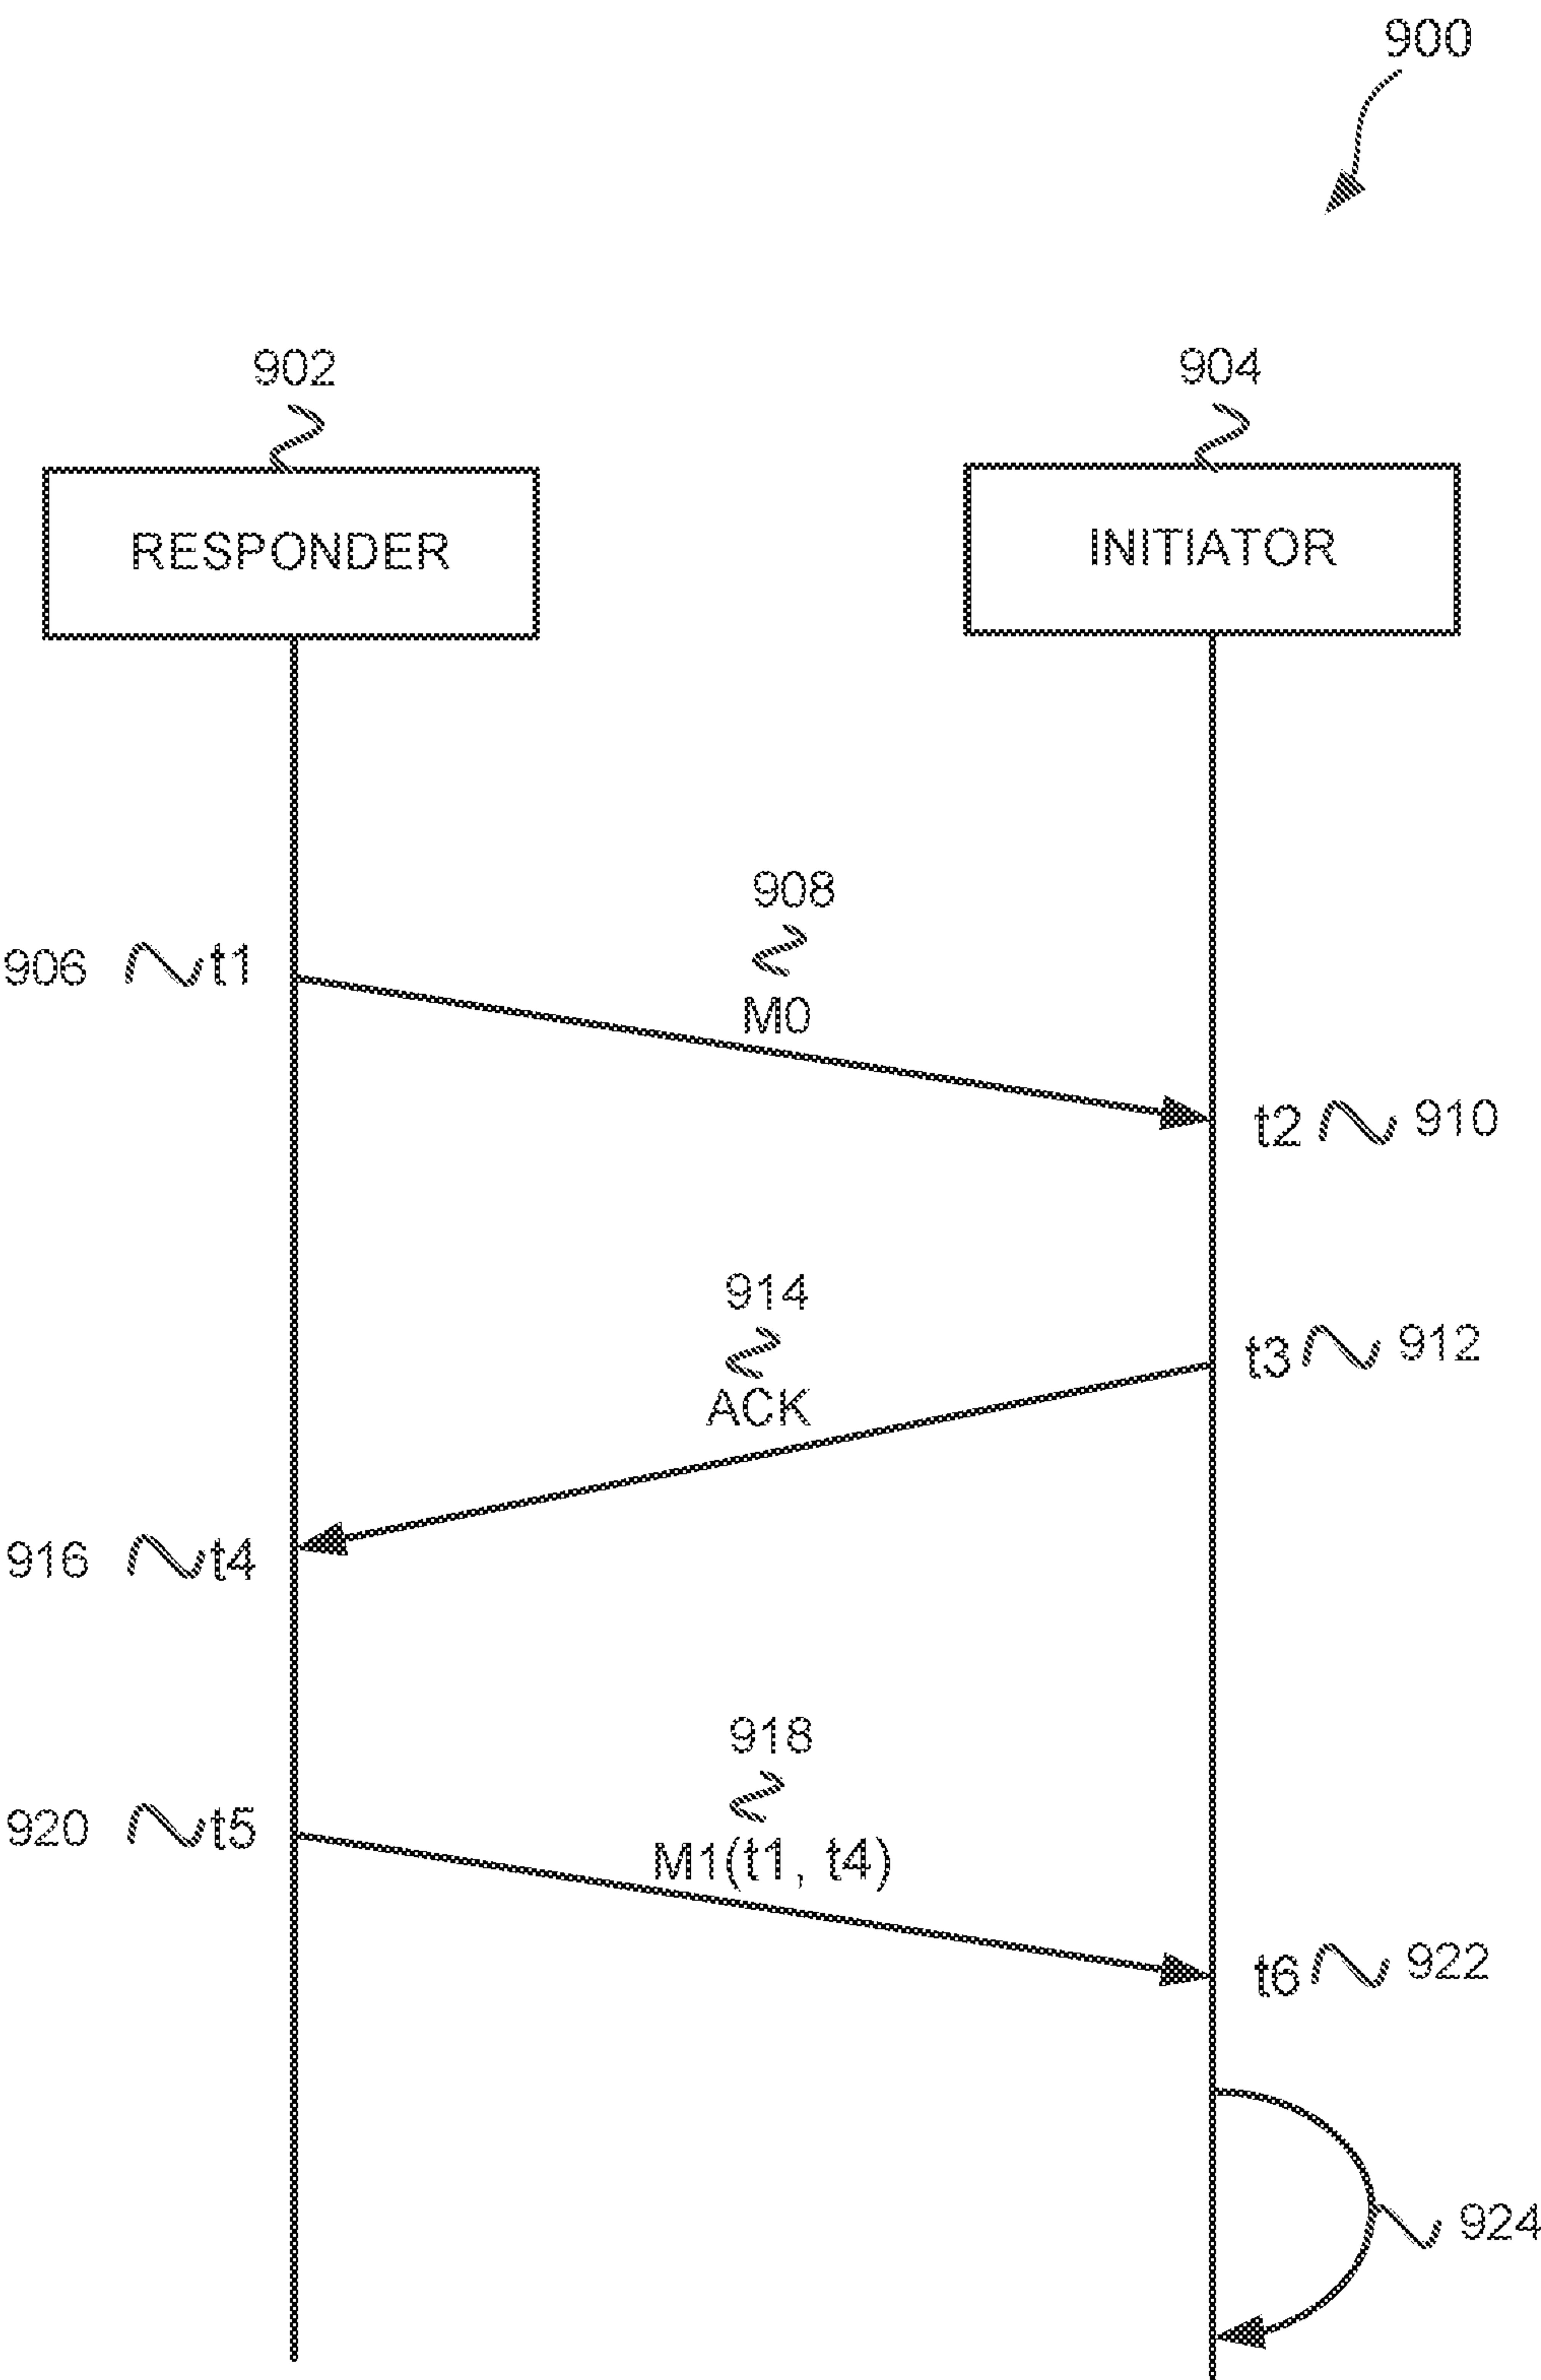 900
902
904
RESPONDER
INITIATOR
908
906 t1
M0
t2 910
914
t3 912
ACK
916 t4
918
920 t5
M1(t1, t4)
t6 922
924